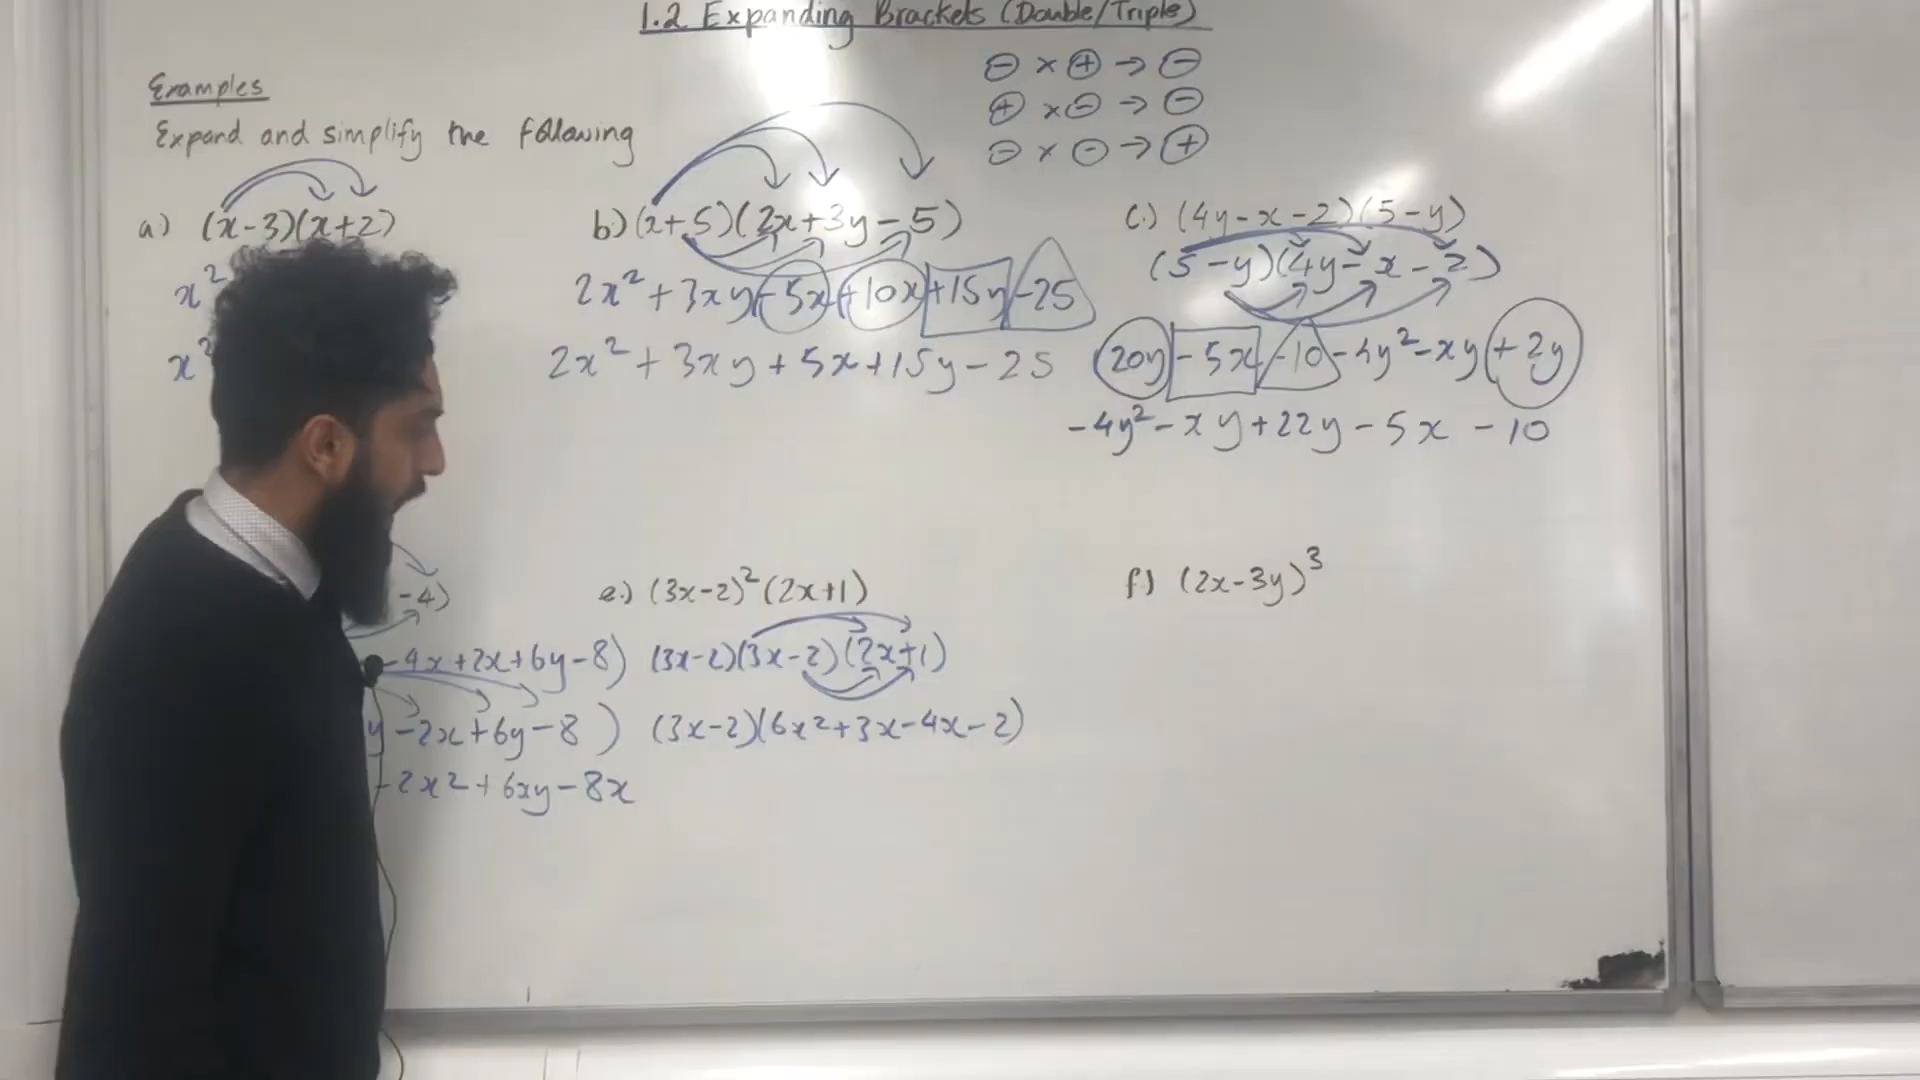 1.2 Expanding Brackets (Double/Triple)
⊖ × ⊕ → ⊖
⊕ × ⊖ → ⊖
⊖ × ⊖ → ⊕
Examples
Expand and simplify the following
a) (x-3)(x+2)
x²
x²
b) (x+5)(2x+3y-5)
2x²+3xy-5x+10x+15y-25
2x²+3xy+5x+15y-25
c.) (4y-x-2)(5-y)
(5-y)(4y-x-2)
20y-5x-10-4y²-xy+2y
-4y²-xy+22y-5x-10
-4)
-4x+2x+6y-8)
y-2x+6y-8)
-2x²+6xy-8x
e.) (3x-2)²(2x+1)
(3x-2)(3x-2)(2x+1)
(3x-2)(6x²+3x-4x-2)
f.) (2x-3y)³